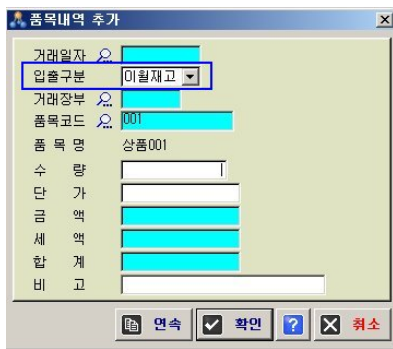 품목내역 추가
거래일자
입출구분 이월재고
거래장부
품목코드 001
품 목 명 상품001
수 량
단 가
금 액
세 액
합 계
비 고
연속 확인 ? 취소